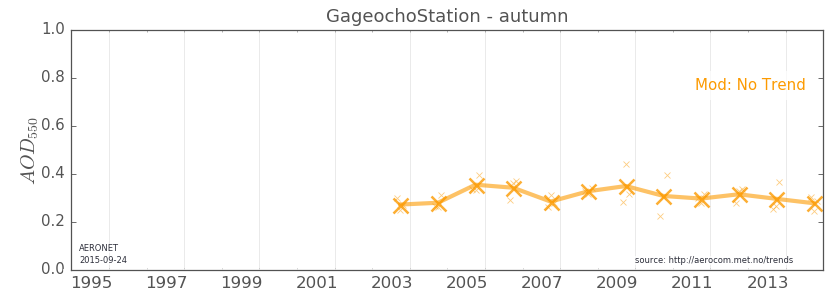 GageochoStation - autumn
1.0
0.8
0.6
0.4
0.2
0.0
AOD550
Mod: No Trend
AERONET
2015-09-24
source: http://aerocom.met.no/trends
1995 1997 1999 2001 2003 2005 2007 2009 2011 2013